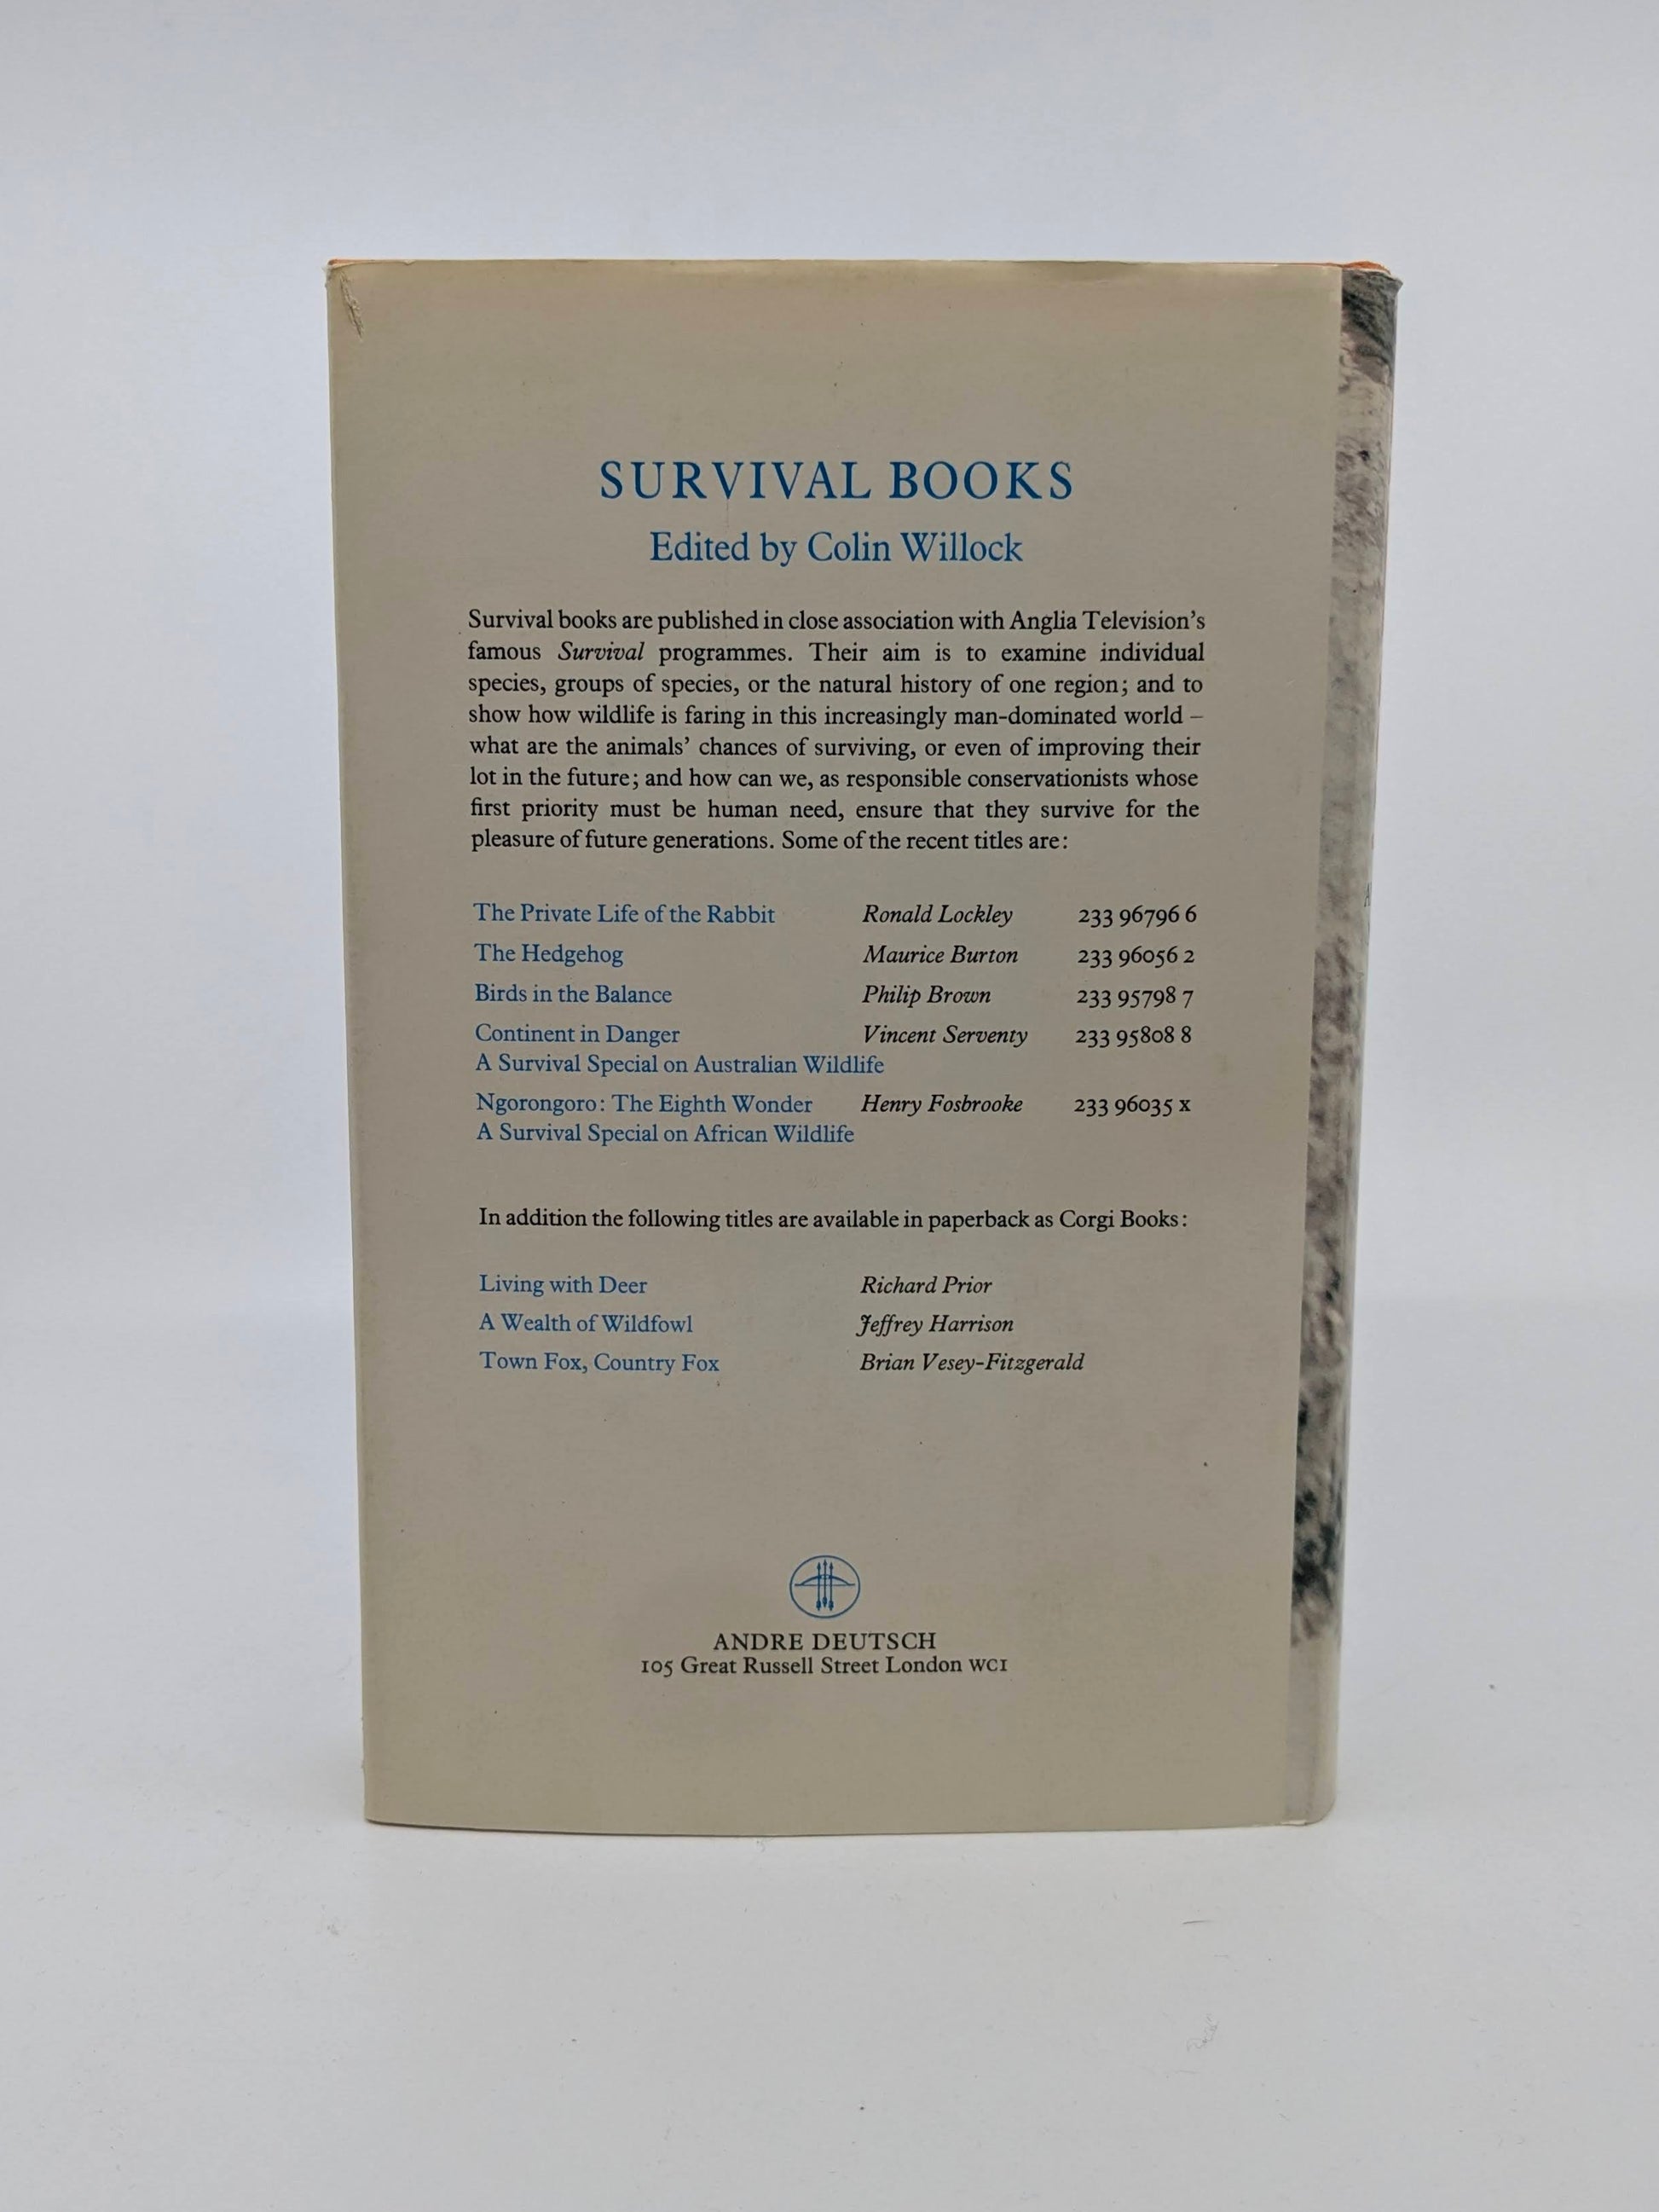 SURVIVAL BOOKS
Edited by Colin Willock
Survival books are published in close association with Anglia Television's
famous Survival programmes. Their aim is to examine individual
species, groups of species, or the natural history of one region; and to
show how wildlife is faring in this increasingly man-dominated world –
what are the animals' chances of surviving, or even of improving their
lot in the future; and how can we, as responsible conservationists whose
first priority must be human need, ensure that they survive for the
pleasure of future generations. Some of the recent titles are:
The Private Life of the Rabbit Ronald Lockley 233 96796 6
The Hedgehog Maurice Burton 233 96056 2
Birds in the Balance Philip Brown 233 95798 7
Continent in Danger Vincent Serventy 233 95808 8
A Survival Special on Australian Wildlife
Ngorongoro: The Eighth Wonder Henry Fosbrooke 233 96035 x
A Survival Special on African Wildlife
In addition the following titles are available in paperback as Corgi Books:
Living with Deer Richard Prior
A Wealth of Wildfowl Jeffrey Harrison
Town Fox, Country Fox Brian Vesey-Fitzgerald
ANDRE DEUTSCH
105 Great Russell Street London WC1